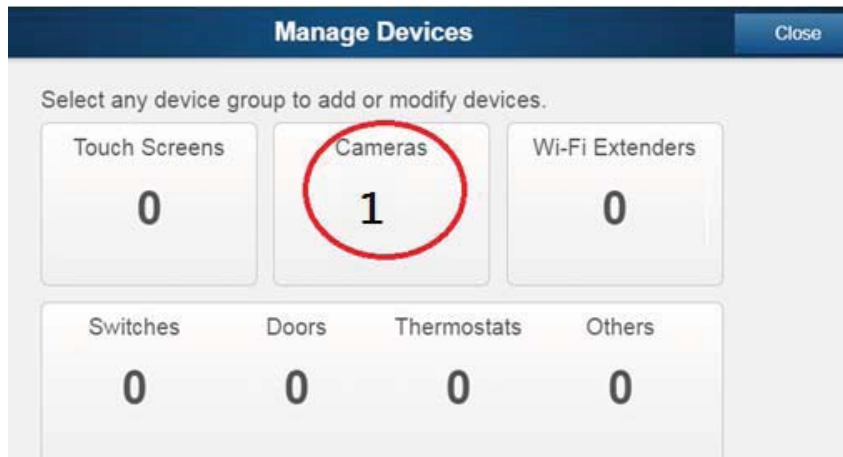 Manage Devices Close
Select any device group to add or modify devices.
Touch Screens Cameras Wi-Fi Extenders
0 1 0
Switches Doors Thermostats Others
0 0 0 0